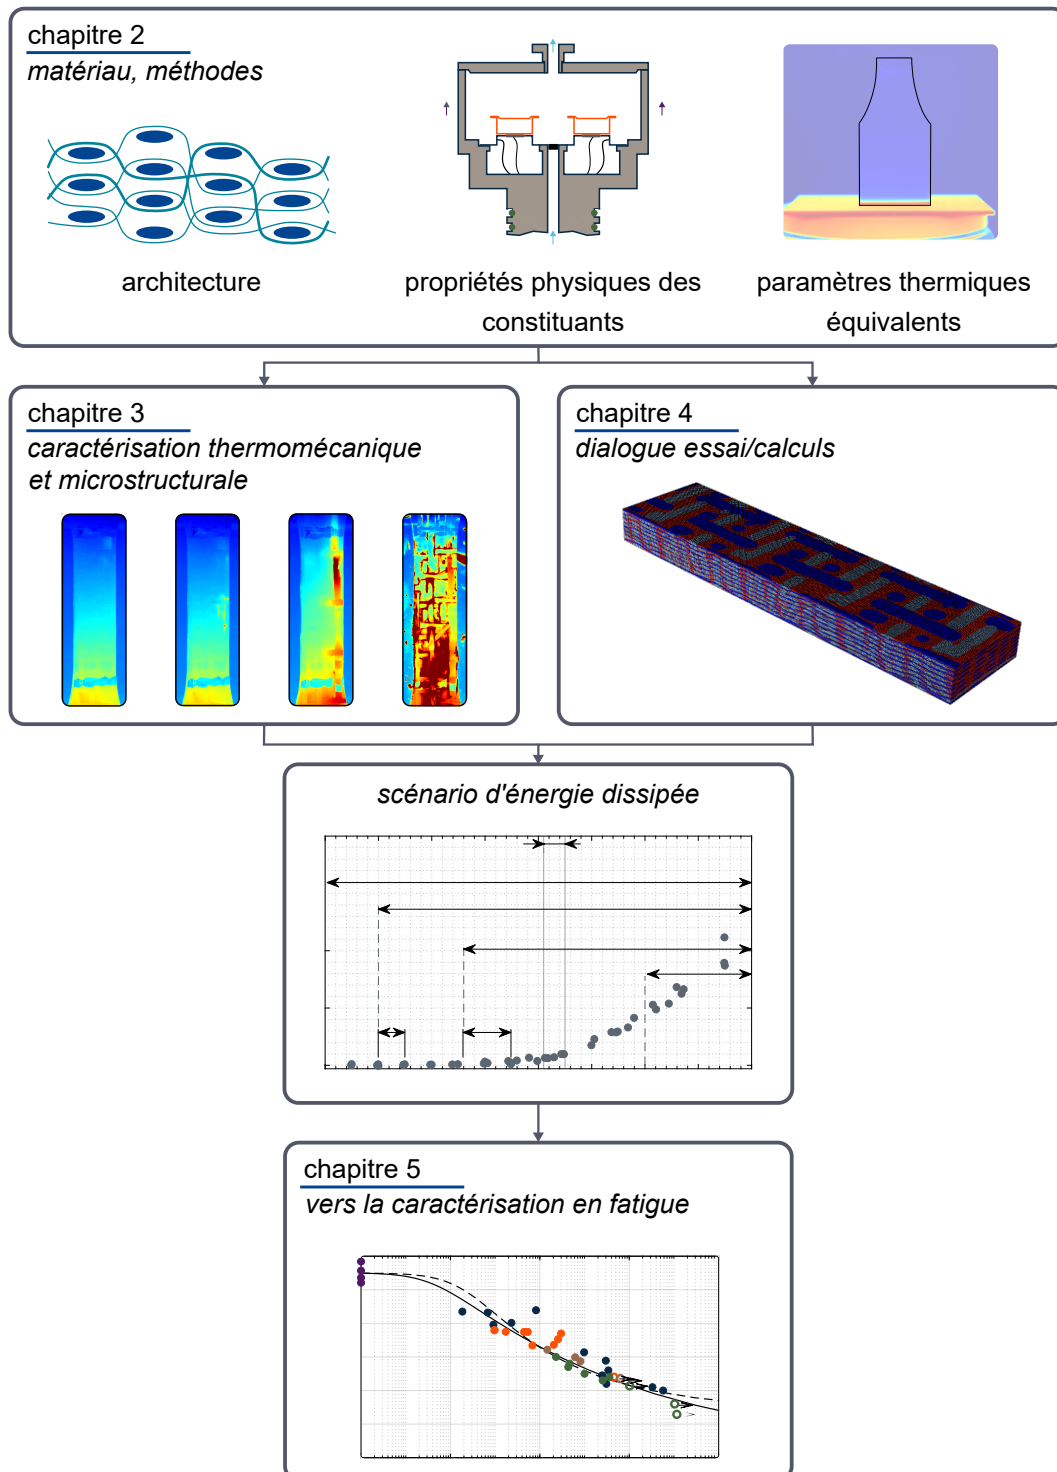 chapitre 2
matériau, méthodes
architecture
propriétés physiques des
constituants
paramètres thermiques
équivalents
chapitre 3
caractérisation thermomécanique
et microstructurale
chapitre 4
dialogue essai/calculs
scénario d'énergie dissipée
chapitre 5
vers la caractérisation en fatigue